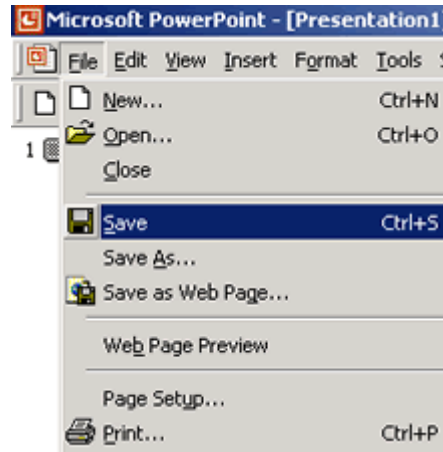 Microsoft PowerPoint - [Presentation1
File Edit View Insert Format Tools
New... Ctrl+N
1
Open... Ctrl+O
Close
Save Ctrl+S
Save As...
Save as Web Page...
Web Page Preview
Page Setup...
Print... Ctrl+P